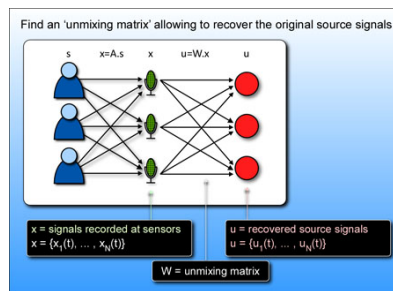 Find an ‘unmixing matrix’ allowing to recover the original source signals
s x=A.s x u=W.x u
x = signals recorded at sensors
x = {x1(t), ... , xN(t)}
u = recovered source signals
u = {u1(t), ... , uN(t)}
W = unmixing matrix